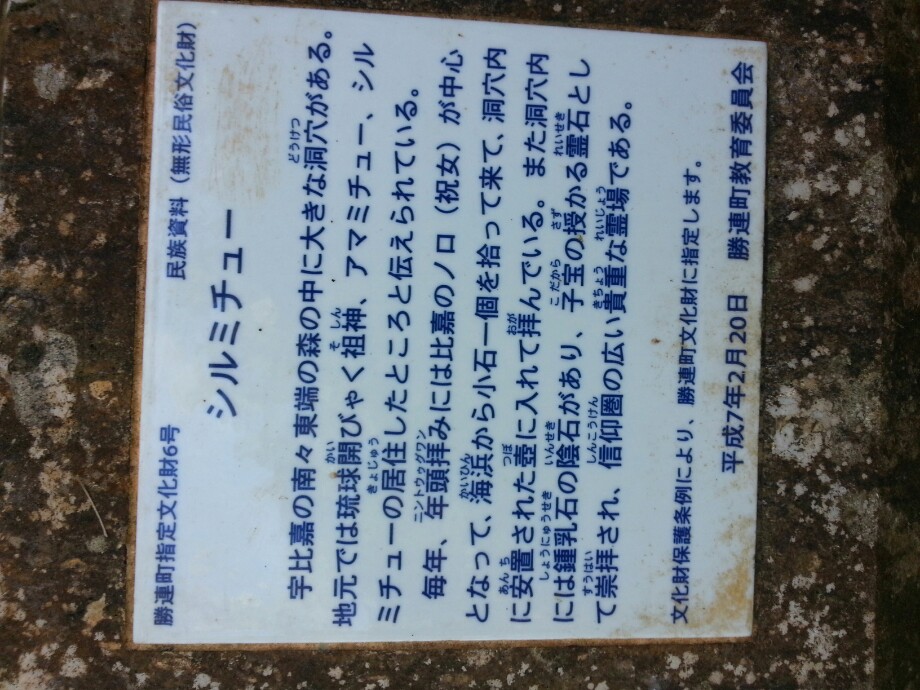 勝連町指定文化財6号　民族資料（無形民俗文化財）
シルミチュー
字比嘉の南々東端の森の中に大きな洞穴がある。
地元では琉球開びゃく祖神、アマミチュー、シル
ミチューの居住したところと伝えられている。
毎年、年頭拝みには比嘉のノロ（祝女）が中心
となって、海浜から小石一個を拾って来て、洞穴内
に安置された壺に入れて拝んでいる。また洞穴内
には鍾乳石の陰石があり、子宝の授かる霊石とし
て崇拝され、信仰圏の広い貴重な霊場である。
文化財保護条例により、勝連町文化財に指定します。
平成7年2月20日　勝連町教育委員会